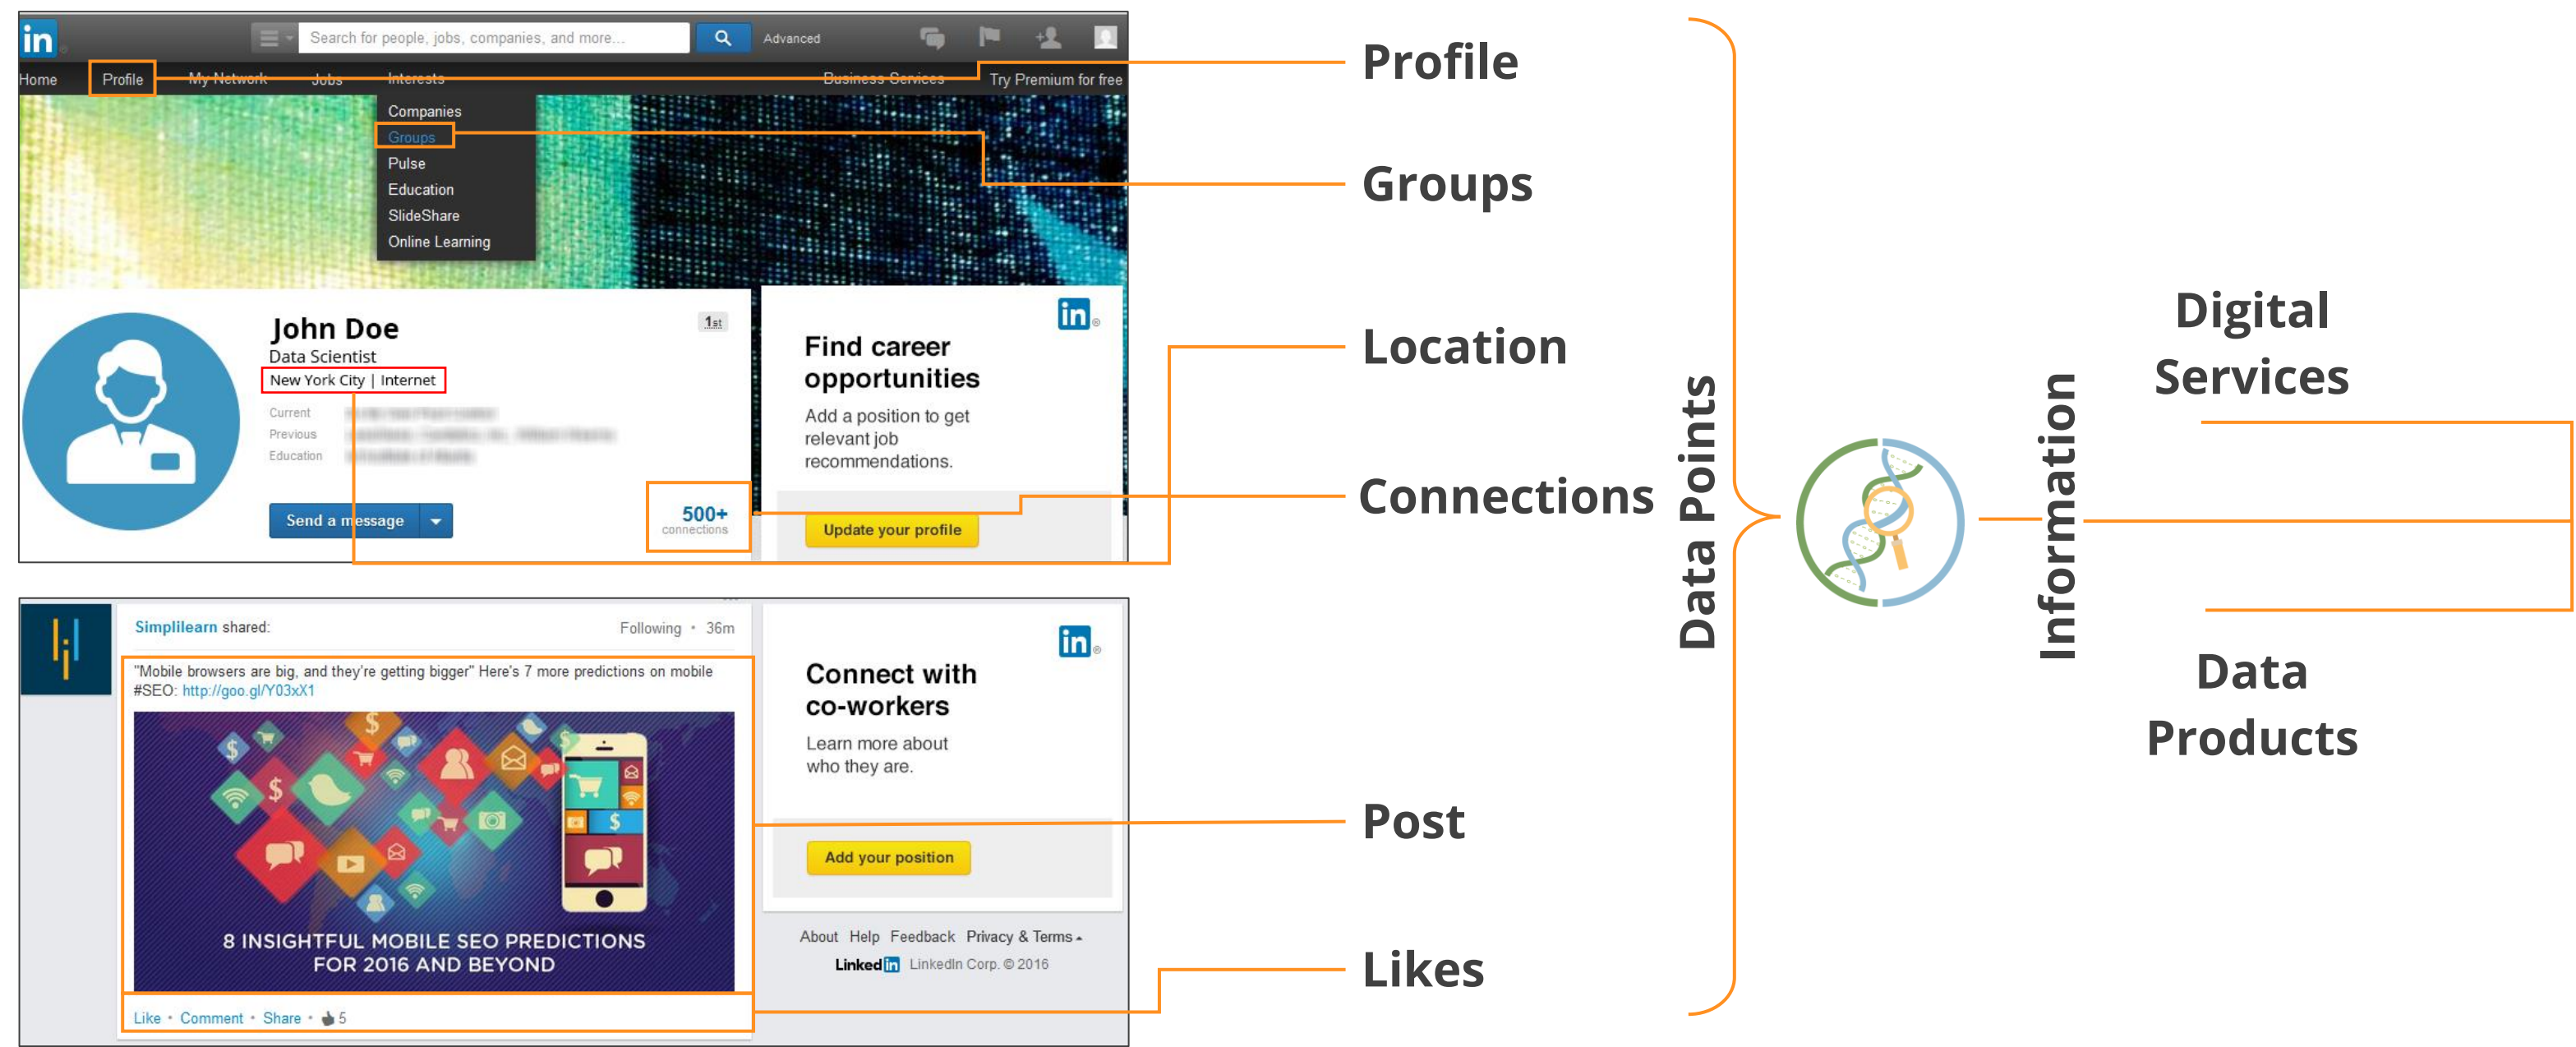 in
Search for people, jobs, companies, and more...
Advanced
Home Profile My Network Jobs Interests Business Services Try Premium for free
Companies
Groups
Pulse
Education
SlideShare
Online Learning
John Doe
1st
Data Scientist
New York City | Internet
Current
Previous
Education
Send a message
500+
connections
in®
Find career
opportunities
Add a position to get
relevant job
recommendations.
Update your profile
Simplilearn shared:
Following • 36m
"Mobile browsers are big, and they're getting bigger" Here's 7 more predictions on mobile
#SEO: http://goo.gl/Y03xX1
8 INSIGHTFUL MOBILE SEO PREDICTIONS
FOR 2016 AND BEYOND
Like • Comment • Share • 5
in®
Connect with
co-workers
Learn more about
who they are.
Add your position
About Help Feedback Privacy & Terms
Linked in LinkedIn Corp. © 2016
Profile
Groups
Location
Connections
Post
Likes
Data Points
Information
Digital
Services
Data
Products